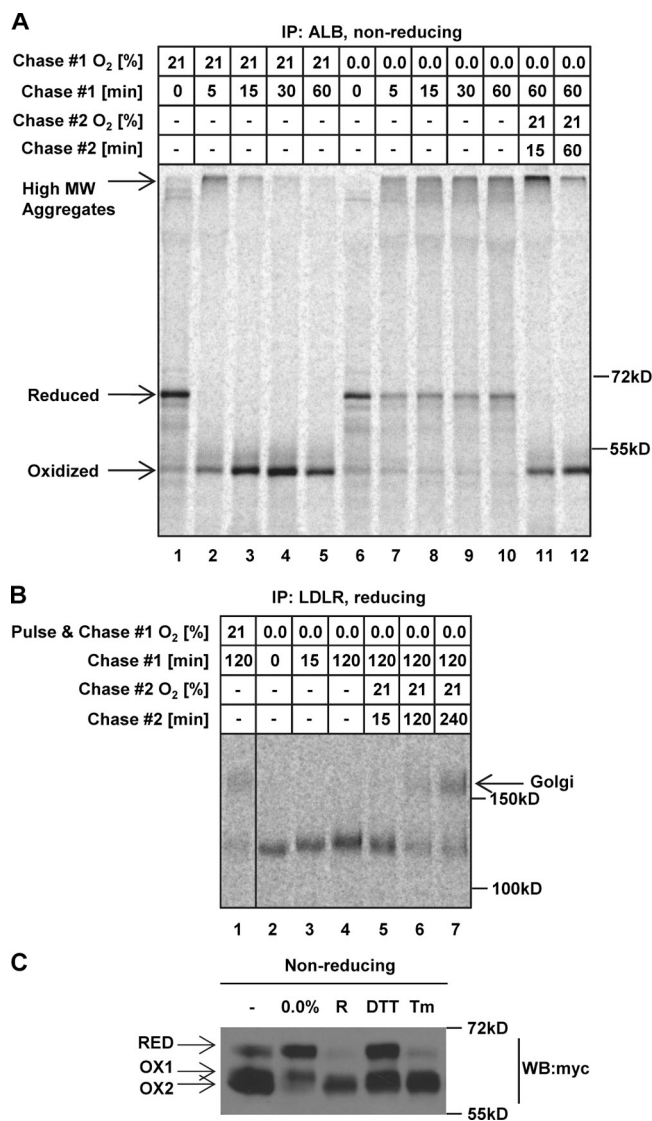 A
IP: ALB, non-reducing
Chase #1 O2 [%] 21 21 21 21 21 0.0 0.0 0.0 0.0 0.0 0.0 0.0
Chase #1 [min] 0 5 15 30 60 0 5 15 30 60 60 60
Chase #2 O2 [%] - - - - - - - - - - 21 21
Chase #2 [min] - - - - - - - - - - 15 60
High MW
Aggregates
72kD
Reduced
55kD
Oxidized
1 2 3 4 5 6 7 8 9 10 11 12
B
IP: LDLR, reducing
Pulse & Chase #1 O2 [%] 21 0.0 0.0 0.0 0.0 0.0 0.0
Chase #1 [min] 120 0 15 120 120 120 120
Chase #2 O2 [%] - - - - 21 21 21
Chase #2 [min] - - - - 15 120 240
Golgi
150kD
100kD
1 2 3 4 5 6 7
C
Non-reducing
- 0.0% R DTT Tm
72kD
RED
OX1
WB:myc
OX2
55kD